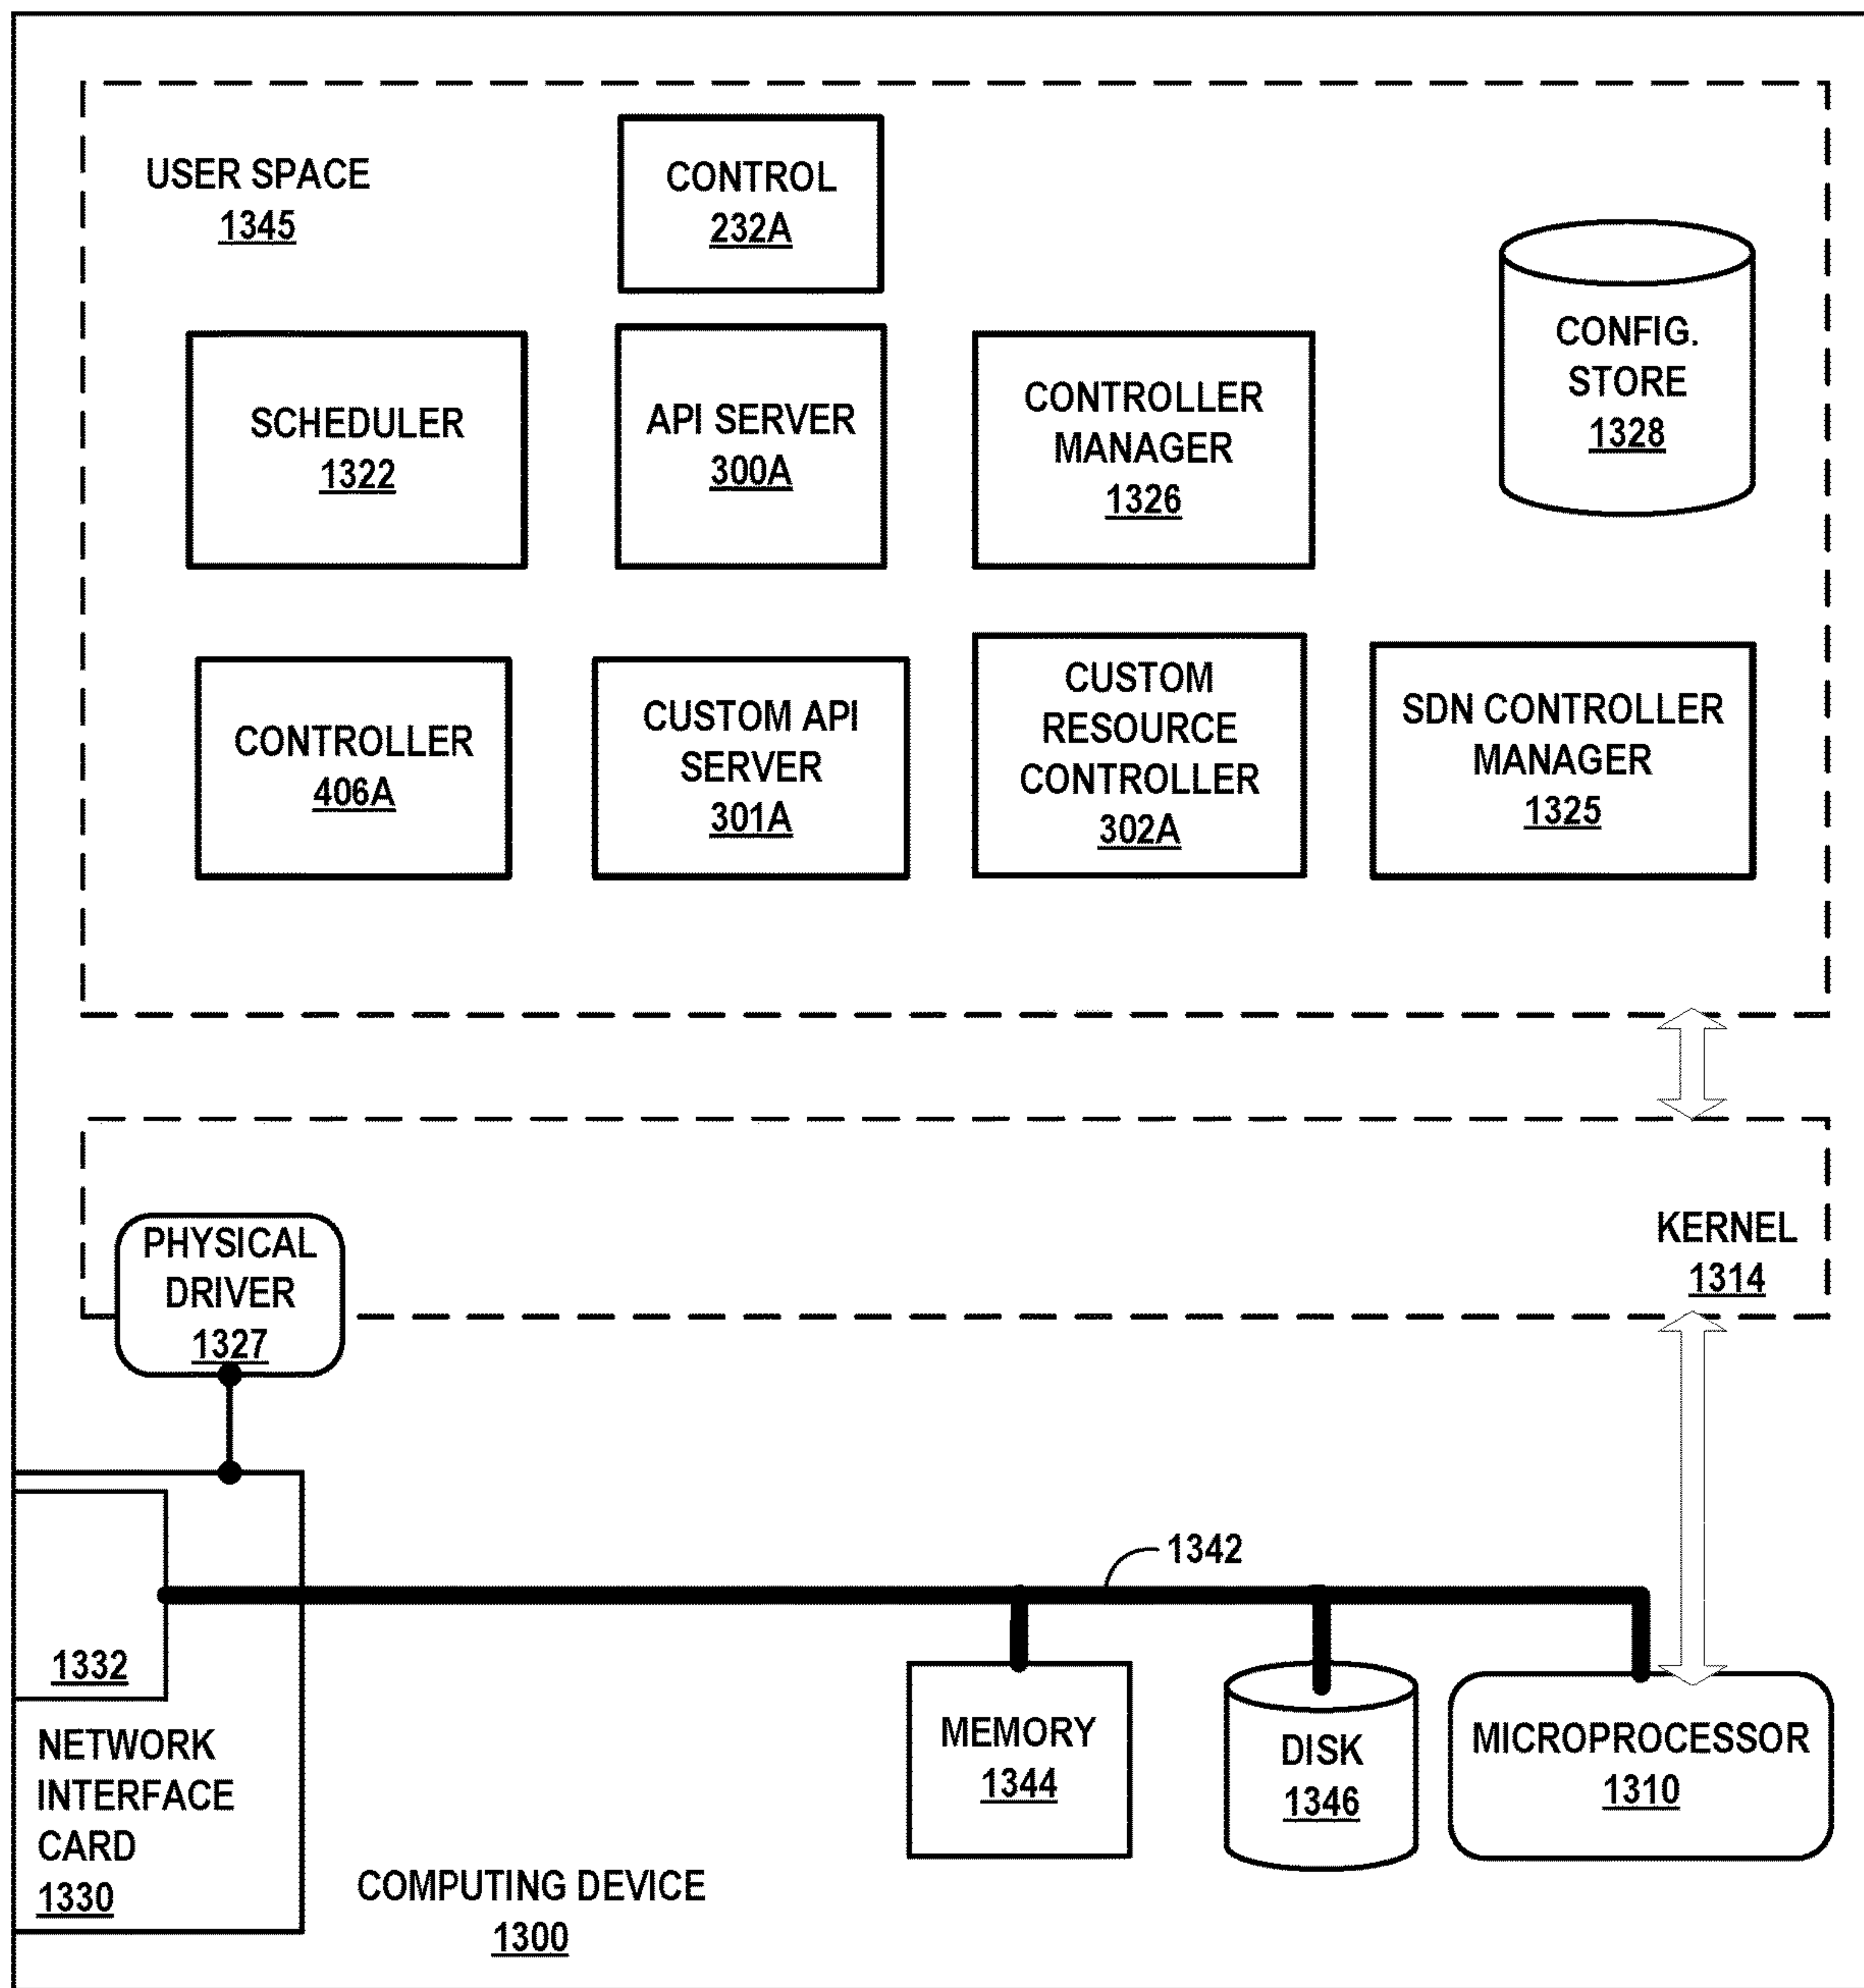 USER SPACE
1345
CONTROL
232A
CONFIG.
STORE
1328
SCHEDULER
1322
API SERVER
300A
CONTROLLER
MANAGER
1326
CONTROLLER
406A
CUSTOM API
SERVER
301A
CUSTOM
RESOURCE
CONTROLLER
302A
SDN CONTROLLER
MANAGER
1325
KERNEL
1314
PHYSICAL
DRIVER
1327
1342
1332
NETWORK
INTERFACE
CARD
1330
MEMORY
1344
DISK
1346
MICROPROCESSOR
1310
COMPUTING DEVICE
1300